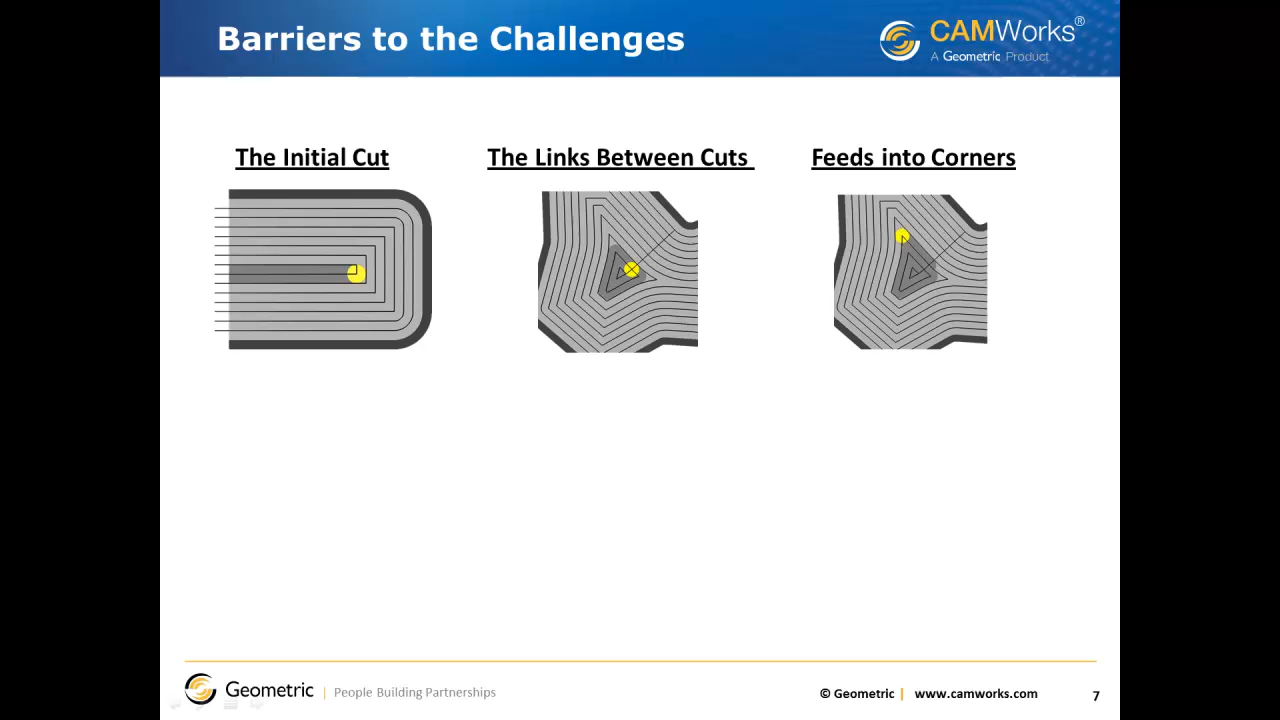 Barriers to the Challenges
CAMWorks®
A Geometric Product
The Initial Cut
The Links Between Cuts
Feeds into Corners
Geometric | People Building Partnerships
© Geometric | www.camworks.com
7